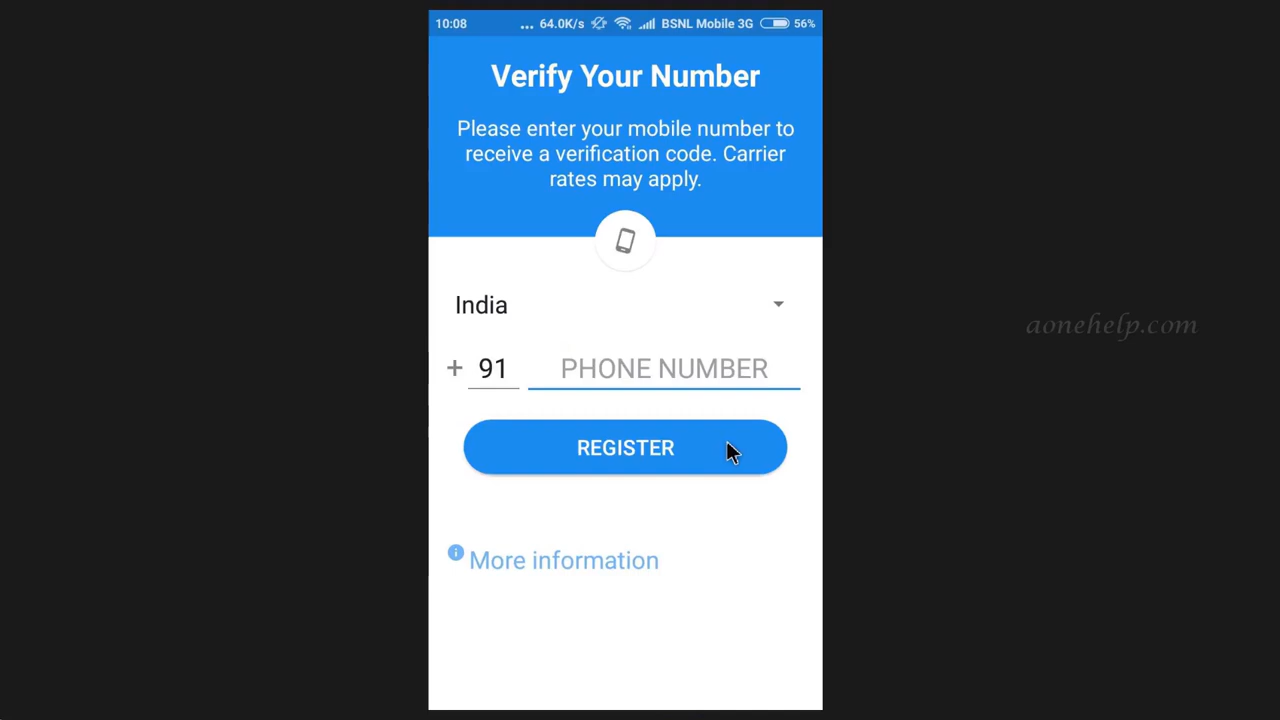 10:08 ... 64.0K/s BSNL Mobile 3G 56%
Verify Your Number
Please enter your mobile number to
receive a verification code. Carrier
rates may apply.
India
+ 91 PHONE NUMBER
REGISTER
More information
aonehelp.com